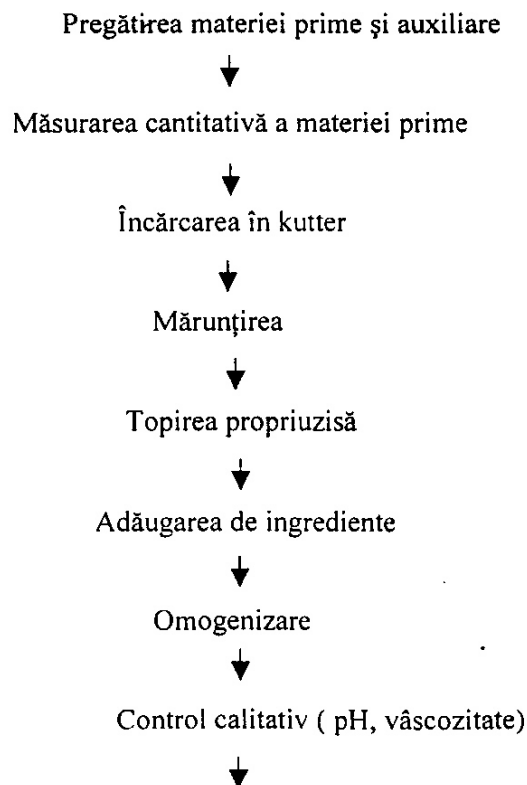 Pregătirea materiei prime şi auxiliare
Măsurarea cantitativă a materiei prime
Încărcarea în kutter
Mărunţirea
Topirea propriuzisă
Adăugarea de ingrediente
Omogenizare
Control calitativ ( pH, vâscozitate)